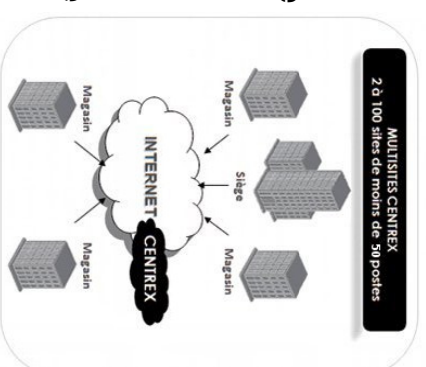 MULTISITES CENTREX
2 à 100 sites de moins de 50 postes
Magasin
Siège
Magasin
INTERNET
CENTREX
Magasin
Magasin